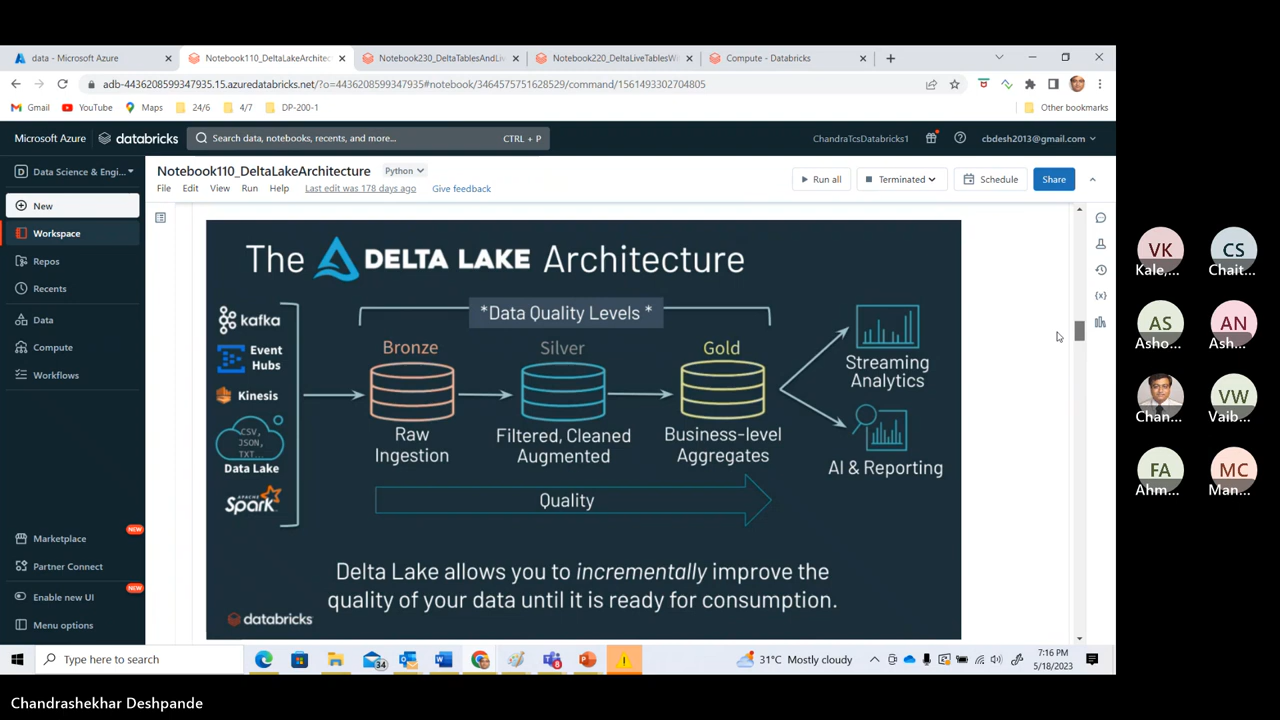 data - Microsoft Azure
Notebook110_DeltaLakeArchitec
Notebook230_DeltaTablesAndLiv
Notebook220_DeltaLiveTablesW
Compute - Databricks
adb-4436208599347935.15.azuredatabricks.net/?o=4436208599347935#notebook/3464575751628529/command/1561493302704805
Gmail
YouTube
Maps
24/6
4/7
DP-200-1
Other bookmarks
Microsoft Azure
databricks
Search data, notebooks, recents, and more...
CTRL + P
ChandraTcsDatabricks1
cbdesh2013@gmail.com
D
Data Science & Engi...
Notebook110_DeltaLakeArchitecture
Python
File
Edit
View
Run
Help
Last edit was 178 days ago
Give feedback
Run all
Terminated
Schedule
Share
New
Workspace
Repos
Recents
Data
Compute
Workflows
Marketplace
NEW
Partner Connect
Enable new UI
NEW
Menu options
The DELTA LAKE Architecture
*Data Quality Levels *
kafka
Event
Hubs
Kinesis
CSV,
JSON,
TXT...
Data Lake
APACHE
Spark
Bronze
Silver
Gold
Raw
Ingestion
Filtered, Cleaned
Augmented
Business-level
Aggregates
Streaming
Analytics
AI & Reporting
Quality
Delta Lake allows you to incrementally improve the
quality of your data until it is ready for consumption.
databricks
VK
Kale,...
CS
Chait...
AS
Asho...
AN
Ash...
Chan...
VW
Vaib...
FA
Ahm...
MC
Man...
Type here to search
34
8
31°C Mostly cloudy
7:16 PM
5/18/2023
Chandrashekhar Deshpande